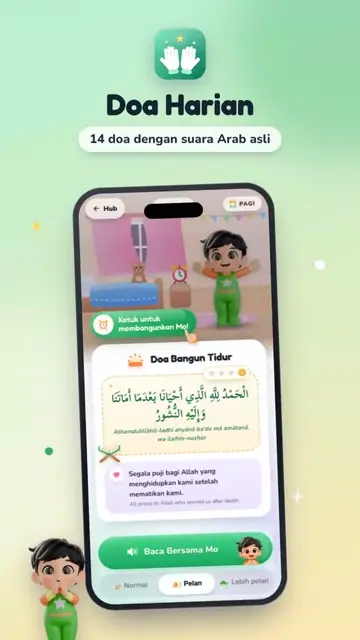 Doa Harian
14 doa dengan suara Arab asli
← Hub
PAGI
Ketuk untuk
membangunkan Mo!
Doa Bangun Tidur
الْحَمْدُ لِلَّهِ الَّذِي أَحْيَانَا بَعْدَمَا أَمَاتَنَا
وَإِلَيْهِ النُّشُورُ
Alhamdulillāhil-ladhī aḥyānā ba'da mā amātanā,
wa ilaihin-nushūr
Segala puji bagi Allah yang
menghidupkan kami setelah
mematikan kami.
All praise to Allah who revived us after death.
Baca Bersama Mo
Normal
Pelan
Lebih pelan